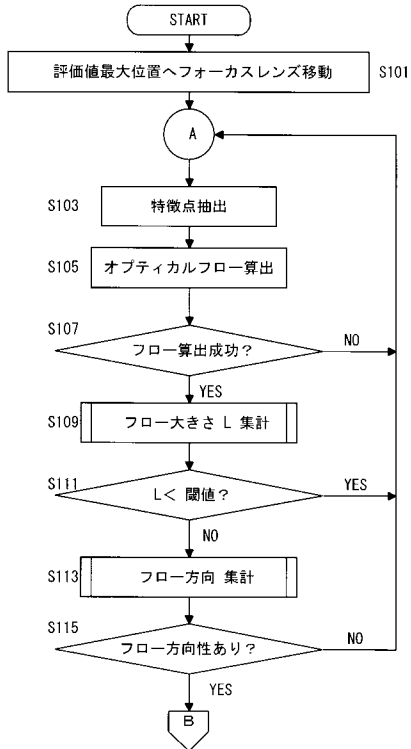 START
評価値最大位置へフォーカスレンズ移動
S101
A
S103
特徴点抽出
S105
オプティカルフロー算出
S107
フロー算出成功?
NO
YES
S109
フロー大きさ L 集計
S111
L< 閾値?
YES
NO
S113
フロー方向 集計
S115
フロー方向性あり?
NO
YES
B